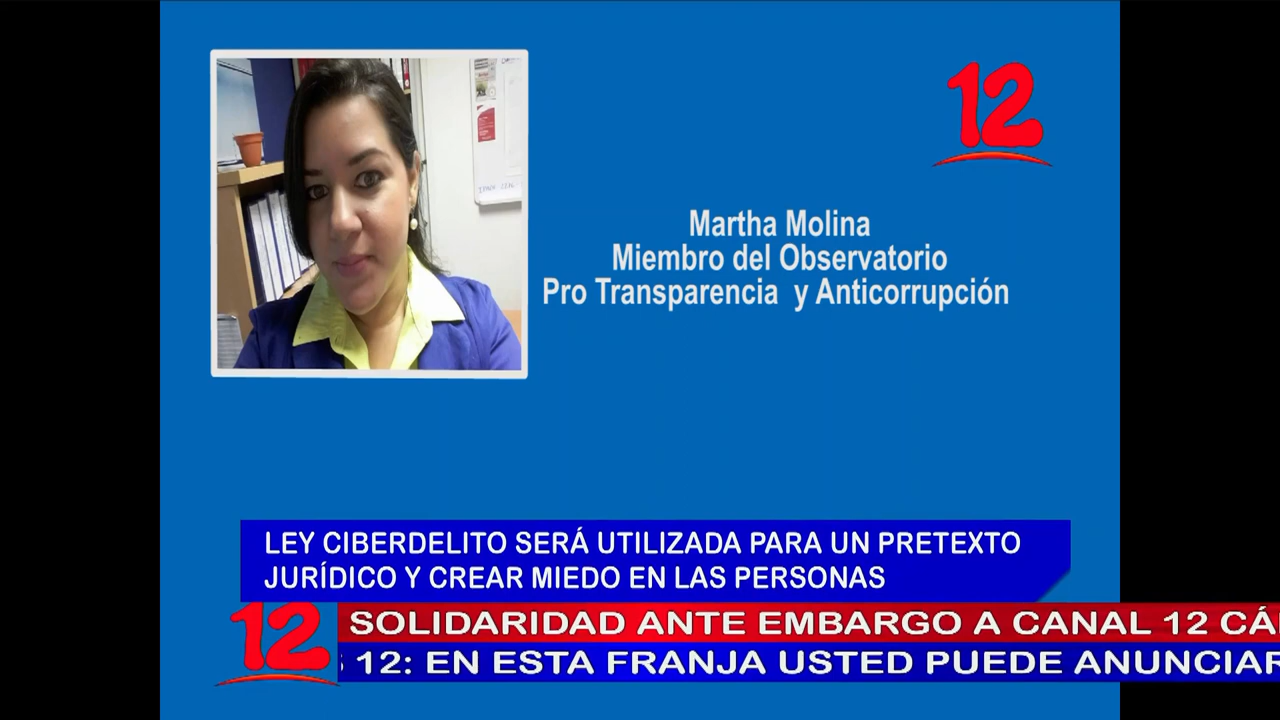 12
Martha Molina
Miembro del Observatorio
Pro Transparencia y Anticorrupción
LEY CIBERDELITO SERÁ UTILIZADA PARA UN PRETEXTO
JURÍDICO Y CREAR MIEDO EN LAS PERSONAS
12
SOLIDARIDAD ANTE EMBARGO A CANAL 12 CÁ
12: EN ESTA FRANJA USTED PUEDE ANUNCIAR